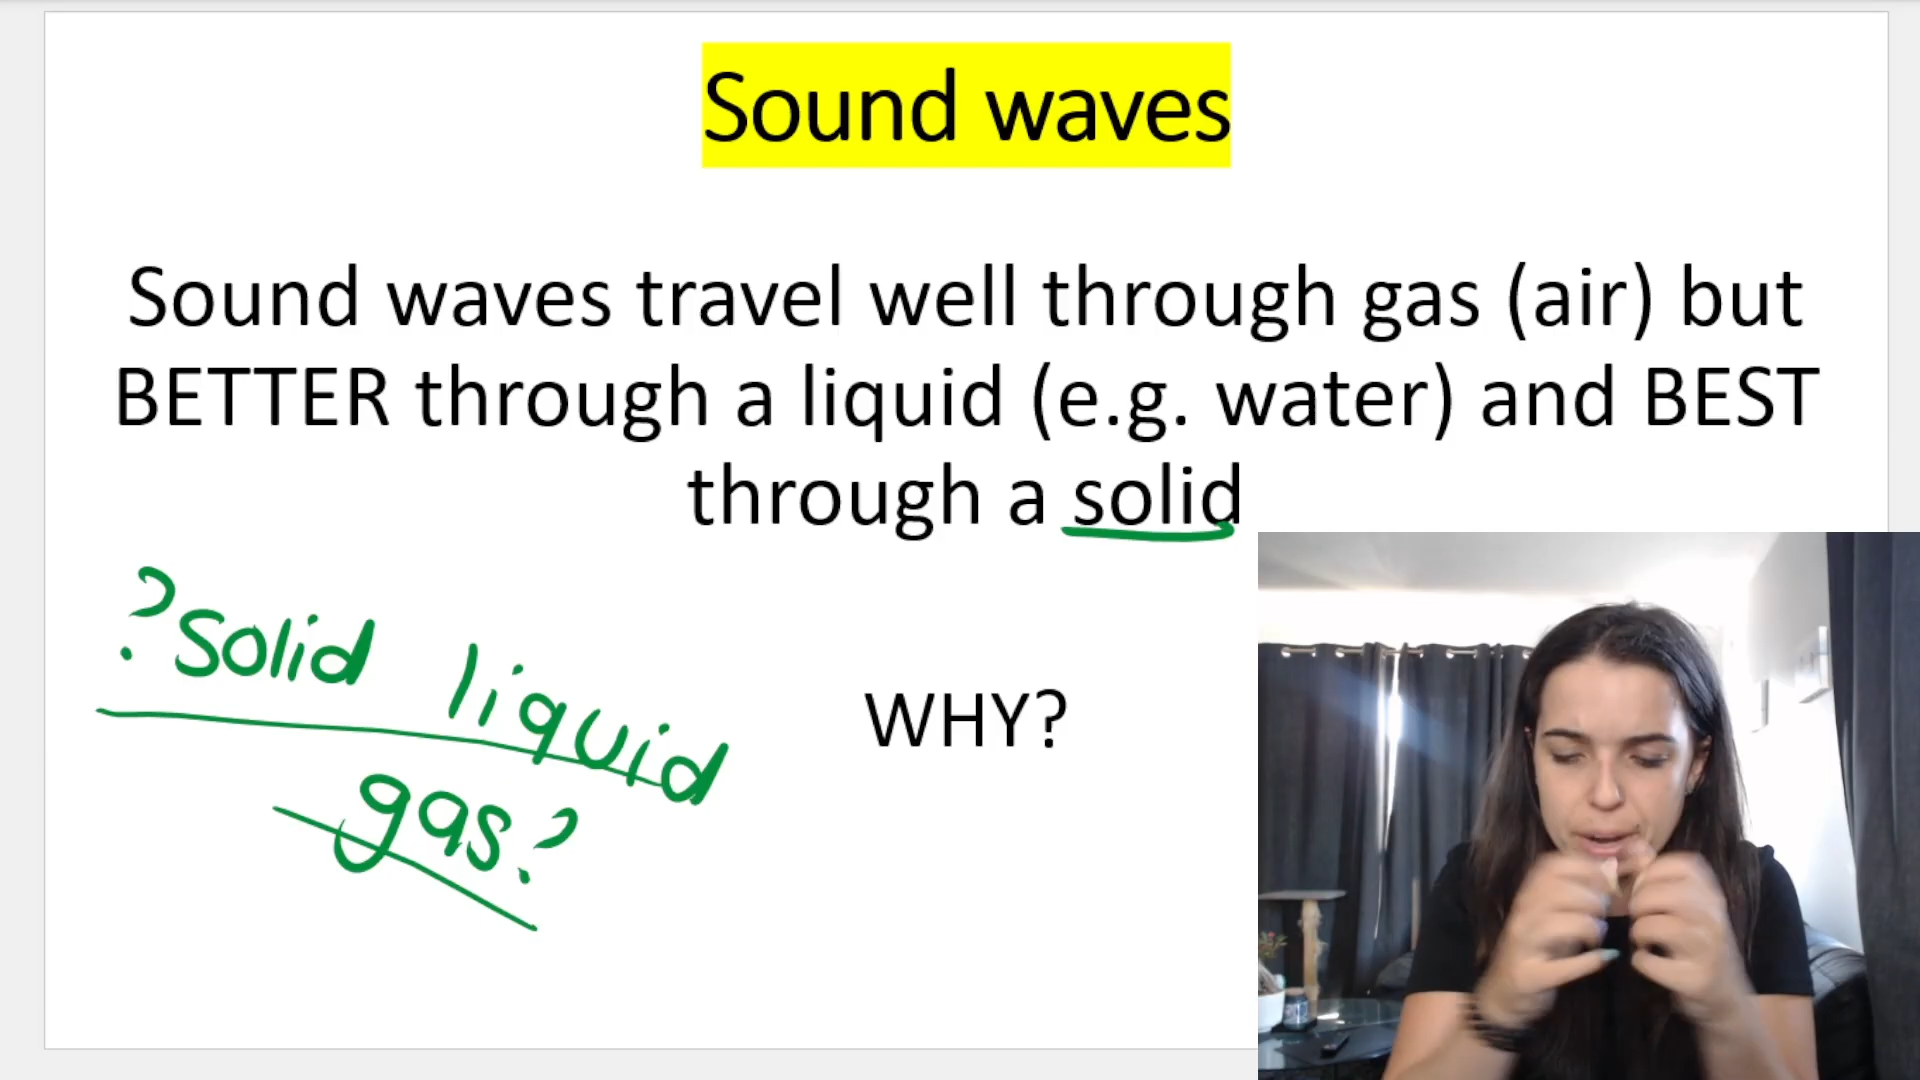 Sound waves
Sound waves travel well through gas (air) but
BETTER through a liquid (e.g. water) and BEST
through a solid
?solid liquid
gas?
WHY?